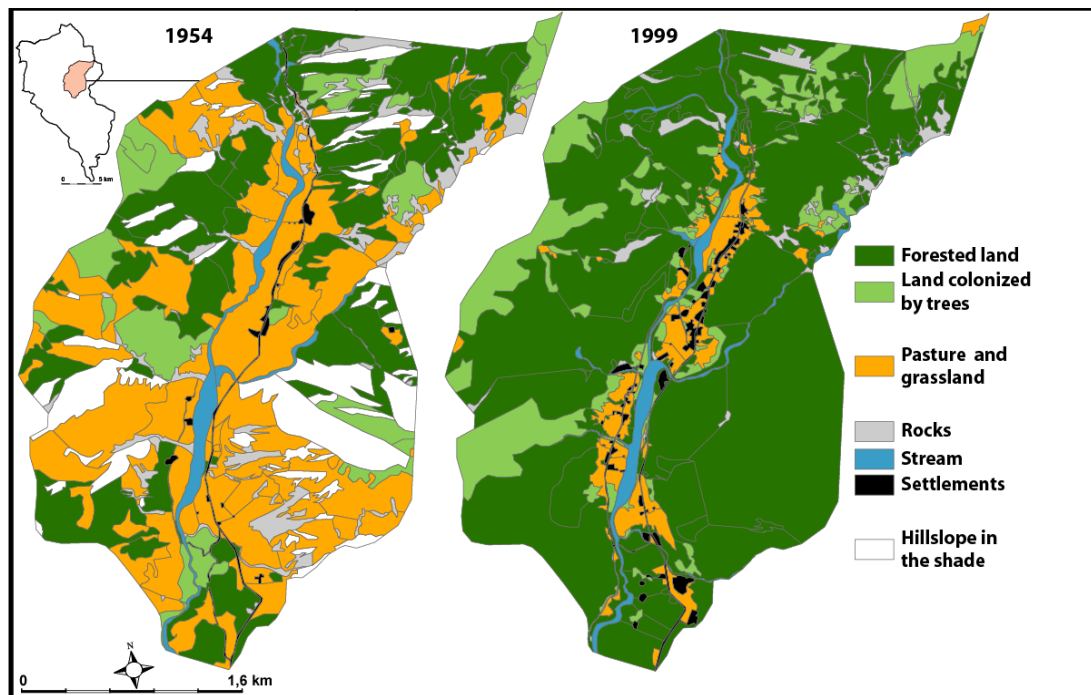 1954
1999
0 5 km
Forested land
Land colonized
by trees
Pasture and
grassland
Rocks
Stream
Settlements
Hillslope in
the shade
N
0 1,6 km